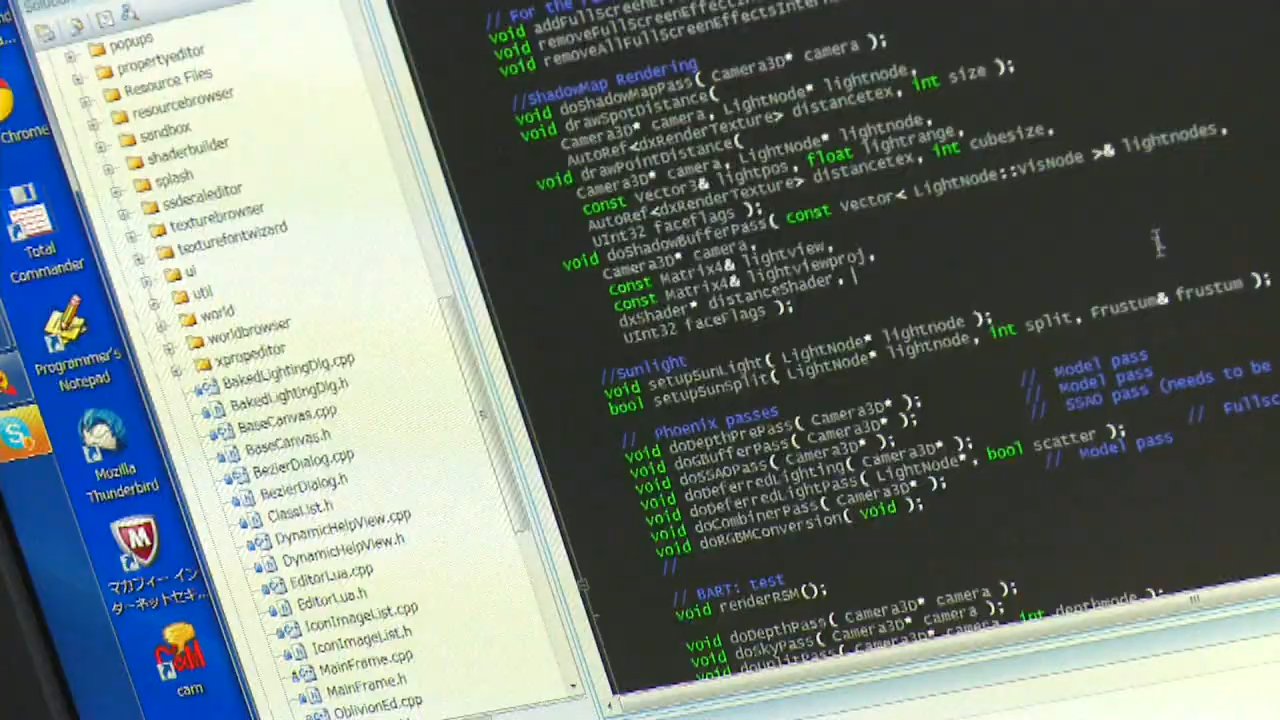 Chrome
Total
Commander
Programmer's
Notepad
Mozilla
Thunderbird
マカフィー イン
ターネットセキ...
cam
popups
propertyeditor
Resource Files
resourcebrowser
sandbox
shaderbuilder
splash
ssderaleditor
texturebrowser
texturefontwizard
ui
util
world
worldbrowser
xpropeditor
BakedLightingDlg.cpp
BakedLightingDlg.h
BaseCanvas.cpp
BaseCanvas.h
BezierDialog.cpp
BezierDialog.h
ClassList.h
DynamicHelpView.cpp
DynamicHelpView.h
EditorLua.cpp
EditorLua.h
IconImageList.cpp
IconImageList.h
MainFrame.cpp
MainFrame.h
OblivionEd.cpp
// For the
void addFullscreenEffectIn
void removeFullScreenEffectInte
void removeAllFullScreenEffectsInter
//ShadowMap Rendering
void doShadowMapPass( Camera3D* camera );
void drawSpotDistance(
Camera3D* camera, LightNode* lightnode,
AutoRef<dxRenderTexture> distancetex, int size );
void drawPointDistance(
Camera3D* camera, LightNode* lightnode,
const Vector3& lightpos, float lightrange,
AutoRef<dxRenderTexture> distancetex, int cubesize,
UInt32 faceflags );
void doShadowBufferPass( const Vector< LightNode::VisNode >& lightnodes,
Camera3D* camera,
const Matrix4& lightview,
const Matrix4& lightviewproj,
dxShader* distanceShader,
UInt32 faceFlags );
//Sunlight
void setupSunLight( LightNode* lightnode );
bool setupSunSplit( LightNode* lightnode, int split, Frustum& frustum );
// Phoenix passes
void doDepthPrePass( Camera3D* ); // Model pass
void doGBufferPass( Camera3D* ); // Model pass
void doSSAOPass( Camera3D* ); // SSAO pass (needs to be
void doDeferredLighting( Camera3D* ); // Fullsc
void doDeferredLightPass( LightNode*, bool scatter );
void doCombinerPass( Camera3D* ); // Model pass
void doRGBMConversion( void );
//
// BART: test
void renderRSM();
void doDepthPass( Camera3D* camera );
void doSkyPass( Camera3D* camera );
void doUnlitPass( Camera3D* camera, int depthmode );